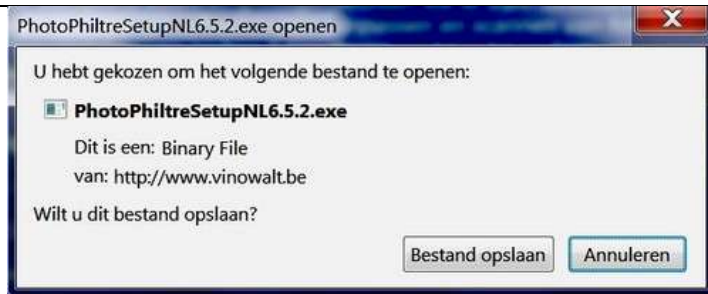 PhotoPhiltreSetupNL6.5.2.exe openen
U hebt gekozen om het volgende bestand te openen:
PhotoPhiltreSetupNL6.5.2.exe
Dit is een: Binary File
van: http://www.vinowalt.be
Wilt u dit bestand opslaan?
Bestand opslaan Annuleren